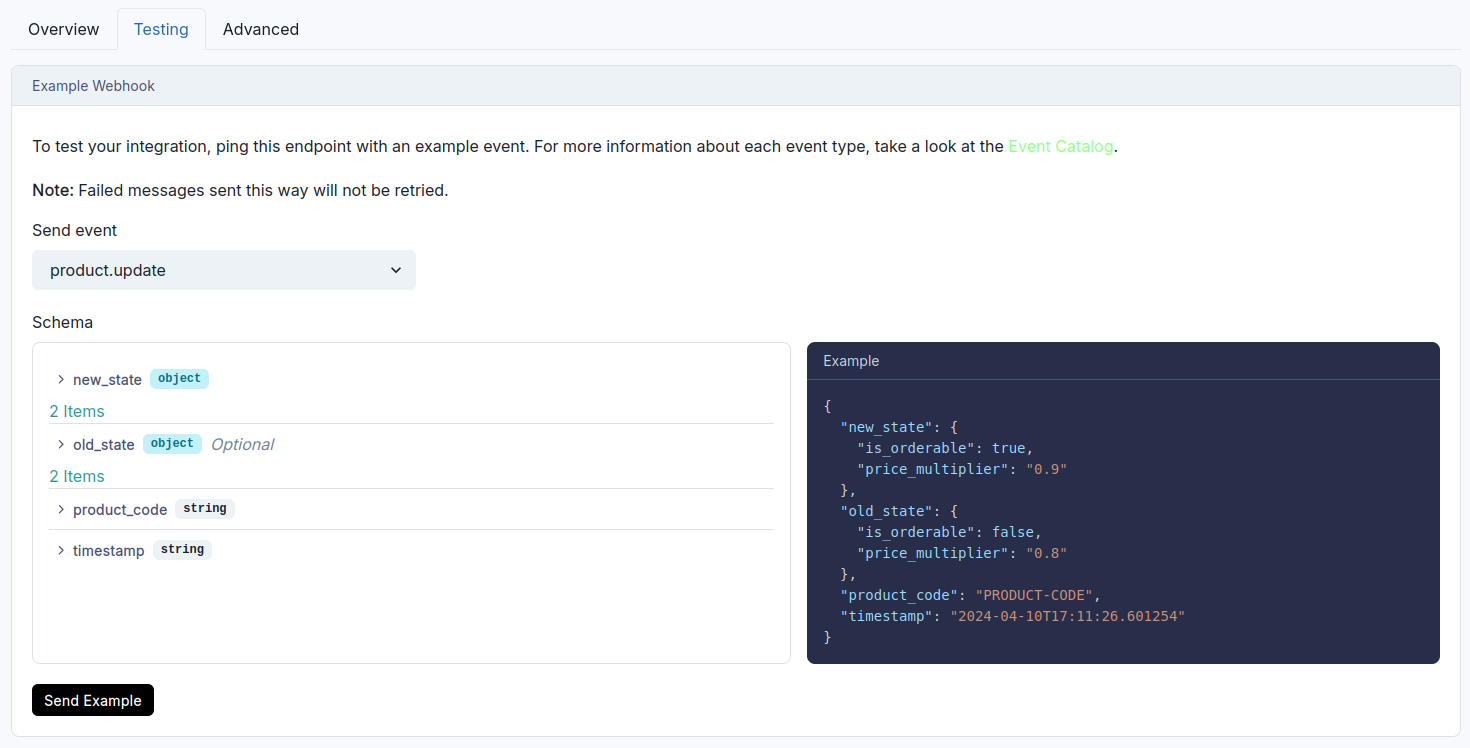 Overview Testing Advanced
Example Webhook
To test your integration, ping this endpoint with an example event. For more information about each event type, take a look at the Event Catalog.
Note: Failed messages sent this way will not be retried.
Send event
product.update
Schema
new_state object
2 Items
old_state object Optional
2 Items
product_code string
timestamp string
Example
{
  "new_state": {
    "is_orderable": true,
    "price_multiplier": "0.9"
  },
  "old_state": {
    "is_orderable": false,
    "price_multiplier": "0.8"
  },
  "product_code": "PRODUCT-CODE",
  "timestamp": "2024-04-10T17:11:26.601254"
}
Send Example